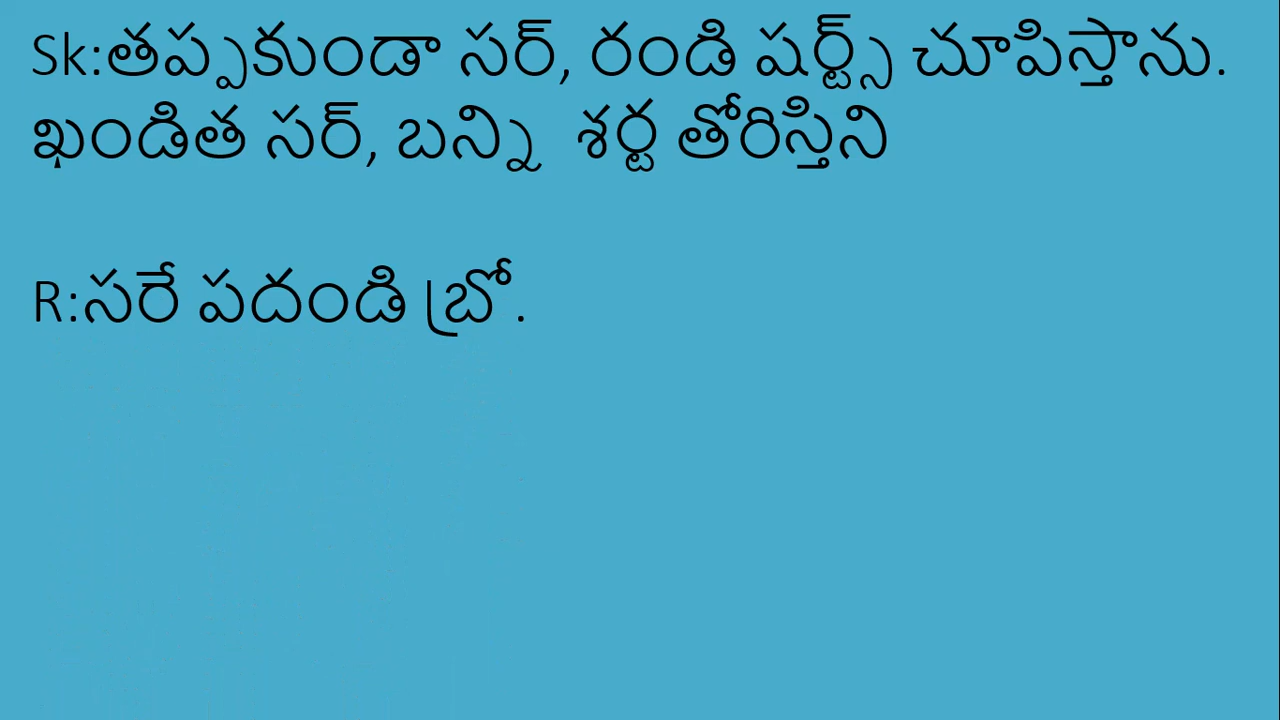 Sk:తప్పకుండా సర్, రండి షర్ట్స్ చూపిస్తాను.
ఖండిత సర్, బన్ని శర్ట తోరిస్తిని
R:సరే పదండి బ్రో.